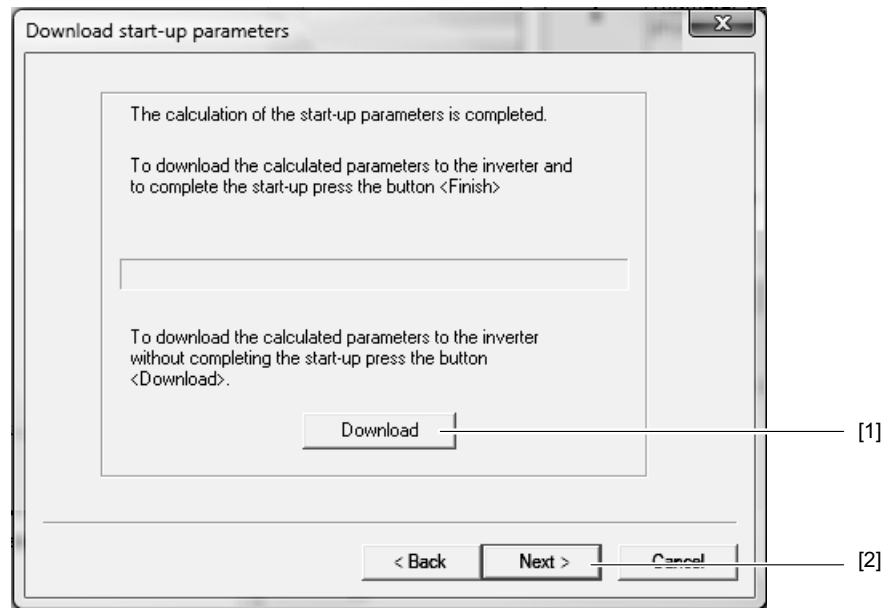 Download start-up parameters
The calculation of the start-up parameters is completed.
To download the calculated parameters to the inverter and
to complete the start-up press the button <Finish>
To download the calculated parameters to the inverter
without completing the start-up press the button
<Download>.
Download
[1]
< Back
Next >
Cancel
[2]